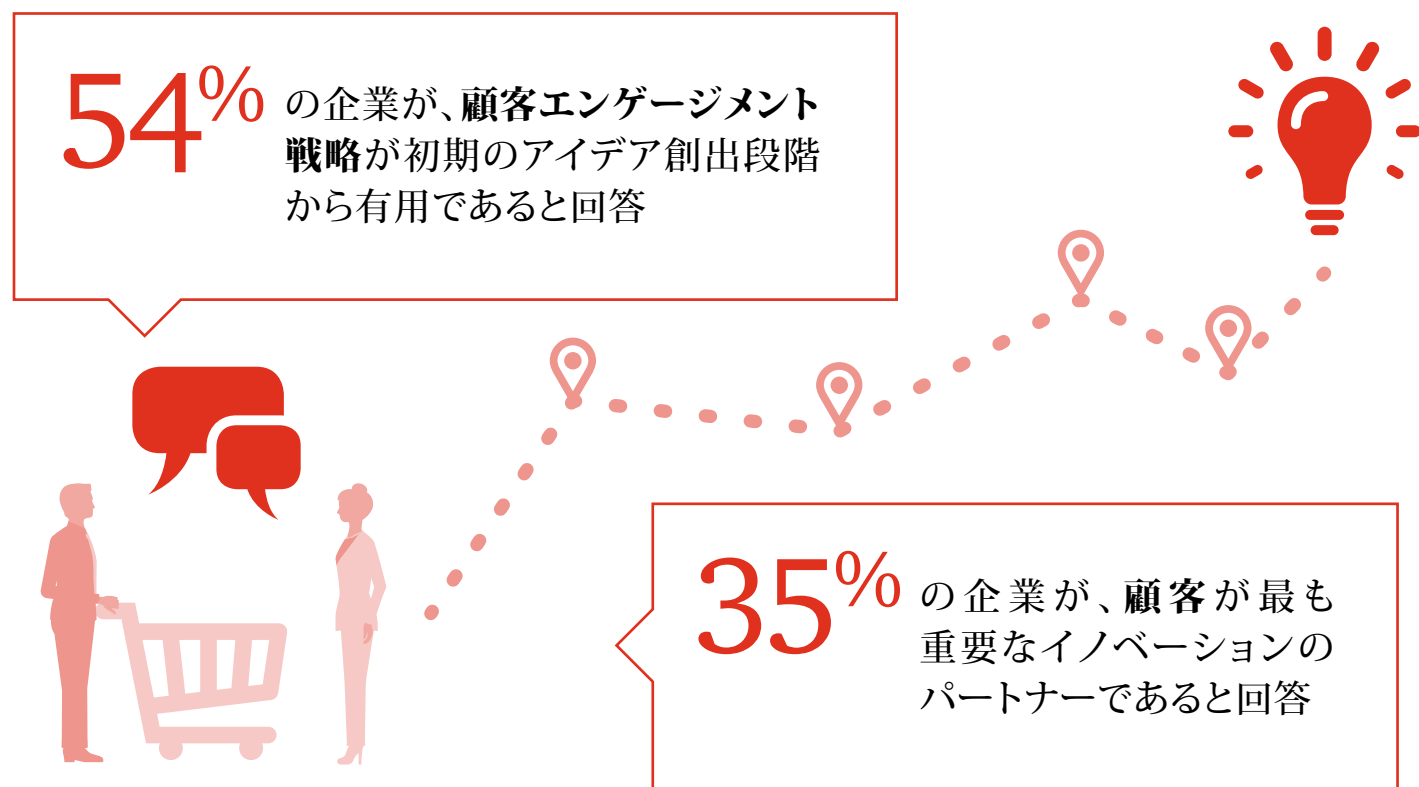 54% の企業が、顧客エンゲージメント
戦略が初期のアイデア創出段階
から有用であると回答
35% の企業が、顧客が最も
重要なイノベーションの
パートナーであると回答